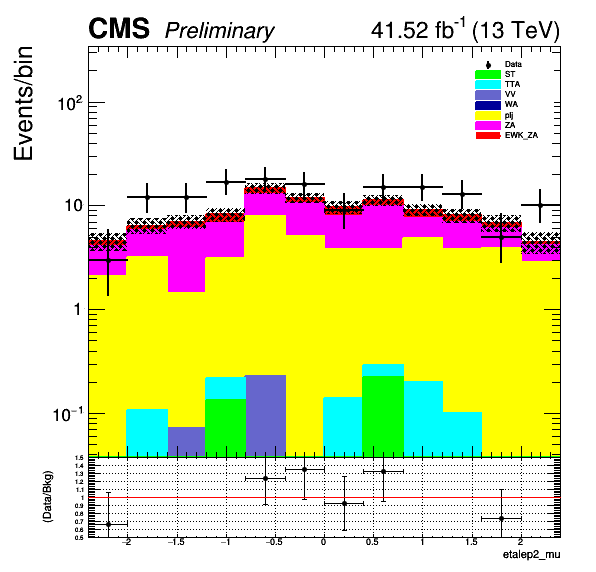 CMS Preliminary 41.52 fb⁻¹ (13 TeV)
Events/bin
10²
10
1
10⁻¹
Data
ST
TTA
VV
WA
plj
ZA
EWK_ZA
(Data/Bkg)
1.5
1.4
1.3
1.2
1.1
1
0.9
0.8
0.7
0.6
0.5
−2 −1.5 −1 −0.5 0 0.5 1 1.5 2
etalep2_mu